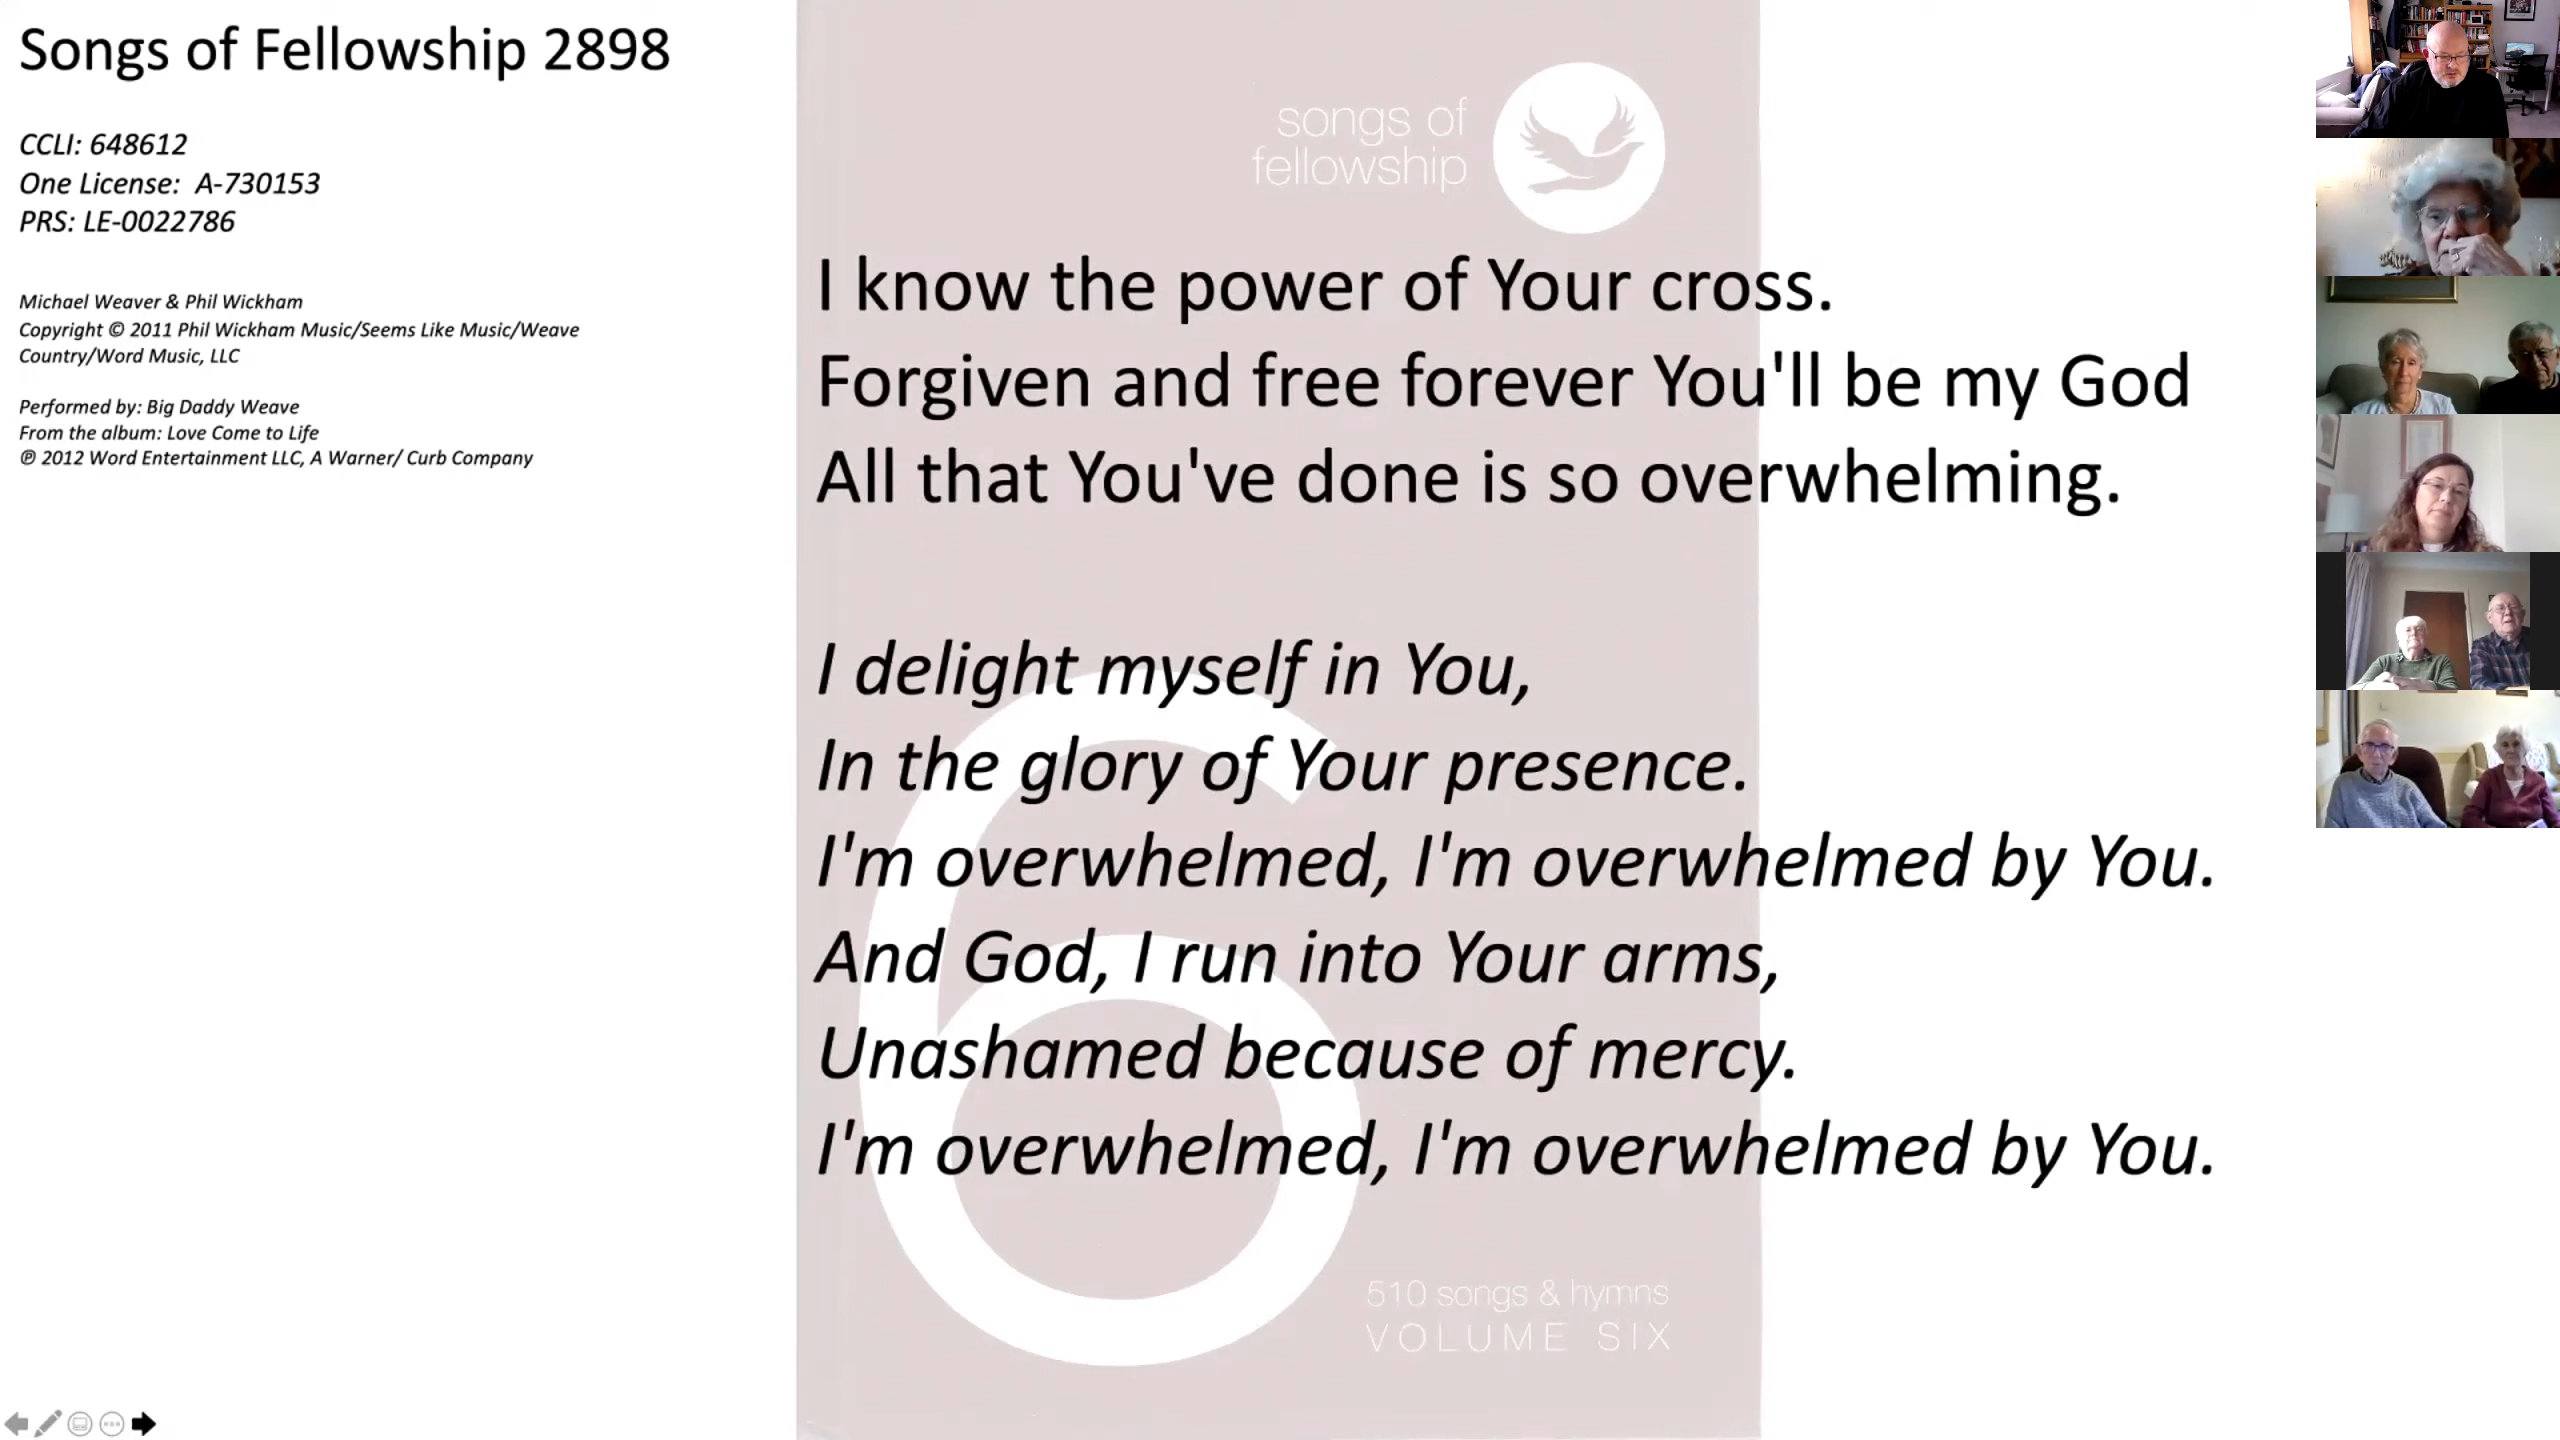 Songs of Fellowship 2898
CCLI: 648612
One License:  A-730153
PRS: LE-0022786
Michael Weaver & Phil Wickham
Copyright © 2011 Phil Wickham Music/Seems Like Music/Weave
Country/Word Music, LLC
Performed by: Big Daddy Weave
From the album: Love Come to Life
℗ 2012 Word Entertainment LLC, A Warner/ Curb Company
songs of
fellowship
I know the power of Your cross.
Forgiven and free forever You'll be my God
All that You've done is so overwhelming.
I delight myself in You,
In the glory of Your presence.
I'm overwhelmed, I'm overwhelmed by You.
And God, I run into Your arms,
Unashamed because of mercy.
I'm overwhelmed, I'm overwhelmed by You.
6
510 songs & hymns
VOLUME SIX